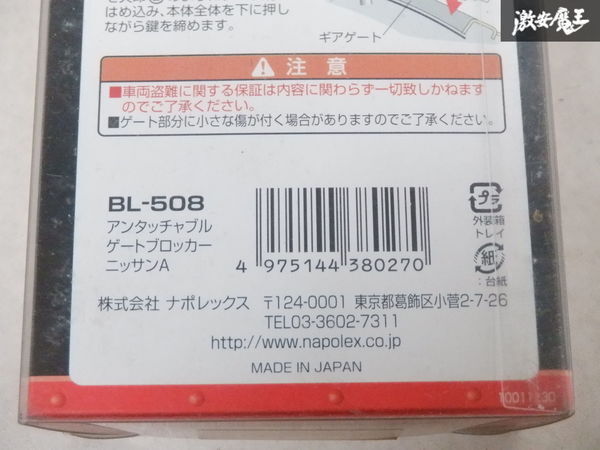 激安魔王
はめ込み、本体全体を下に押し
ながら鍵を締めます。
ギアゲート
注意
■車両盗難に関する保証は内容に関わらず一切致しかねます
のでご了承ください。
■ゲート部分に小さな傷が付く場合がありますのでご了承ください。
BL-508
アンタッチャブル
ゲートブロッカー
ニッサンA
4 975144 380270
プラ
外装箱
トレイ
紙
:台紙
株式会社 ナポレックス 〒124-0001 東京都葛飾区小菅2-7-26
TEL03-3602-7311
http://www.napolex.co.jp
MADE IN JAPAN